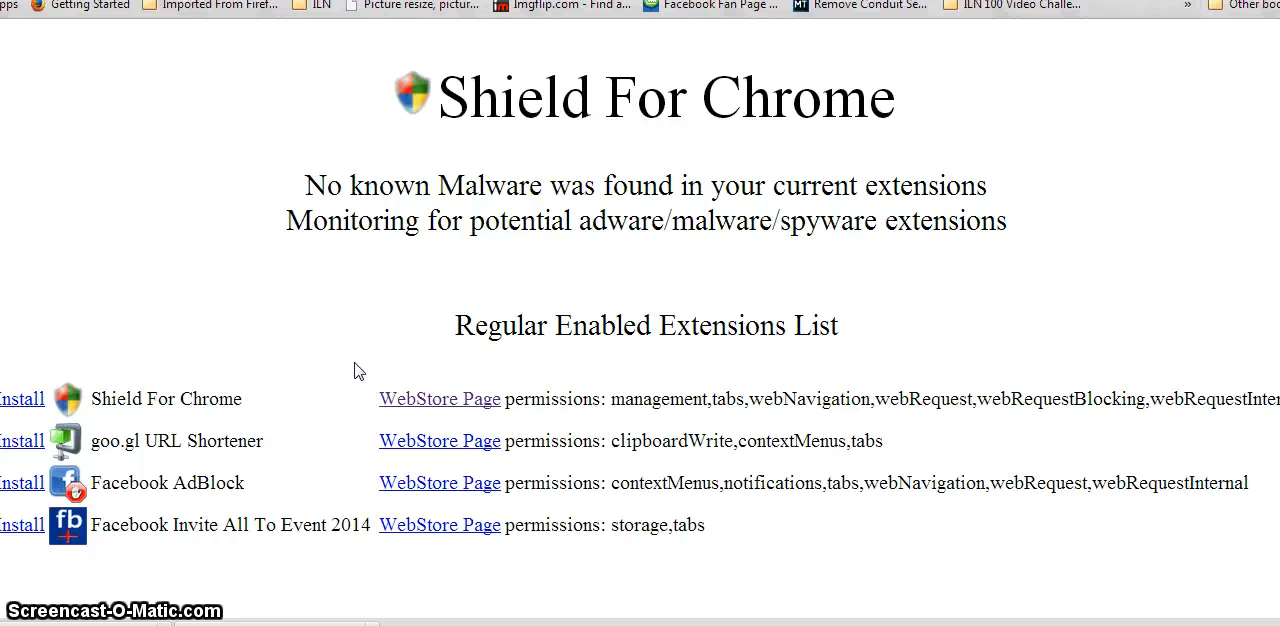 pps Getting Started Imported From Firef... ILN Picture resize, pictur... Imgflip.com - Find a... Facebook Fan Page ... MT Remove Conduit Se... ILN 100 Video Challe... » Other boo
Shield For Chrome
No known Malware was found in your current extensions
Monitoring for potential adware/malware/spyware extensions
Regular Enabled Extensions List
Install Shield For Chrome WebStore Page permissions: management,tabs,webNavigation,webRequest,webRequestBlocking,webRequestInter
Install goo.gl URL Shortener WebStore Page permissions: clipboardWrite,contextMenus,tabs
Install Facebook AdBlock WebStore Page permissions: contextMenus,notifications,tabs,webNavigation,webRequest,webRequestInternal
Install fb Facebook Invite All To Event 2014 WebStore Page permissions: storage,tabs
Screencast-O-Matic.com